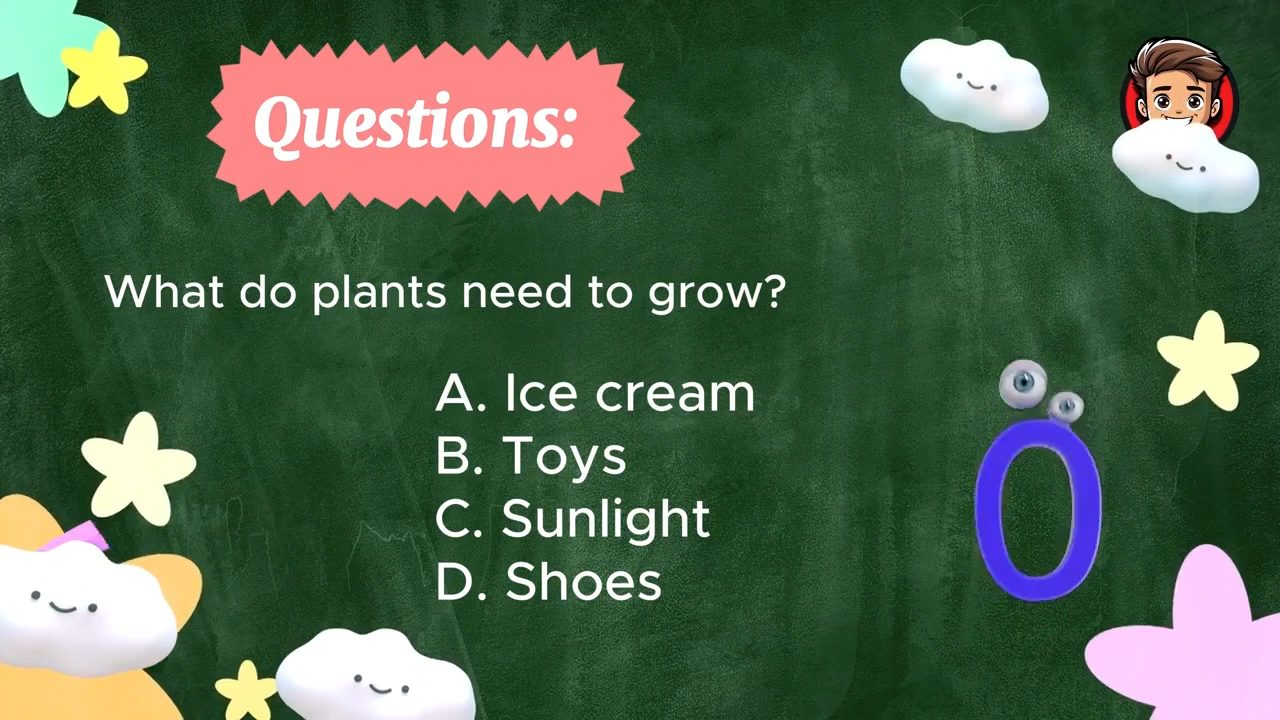 Questions:
What do plants need to grow?
A. Ice cream
B. Toys
C. Sunlight
D. Shoes
0